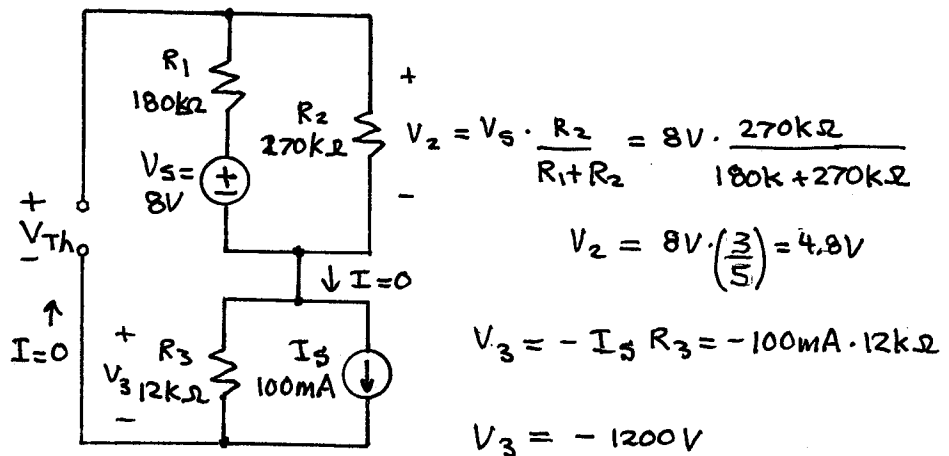 R₁
180kΩ
R₂
270kΩ
Vs =
8V
+
-
V₂ = Vs · R₂ / (R₁+R₂) = 8V · 270kΩ / (180k + 270kΩ)
V₂ = 8V · (3/5) = 4.8V
+
VTh
-
↓ I=0
↑
I=0
+
V₃
-
R₃
12kΩ
Is
100mA
V₃ = - Is R₃ = -100mA · 12kΩ
V₃ = - 1200V